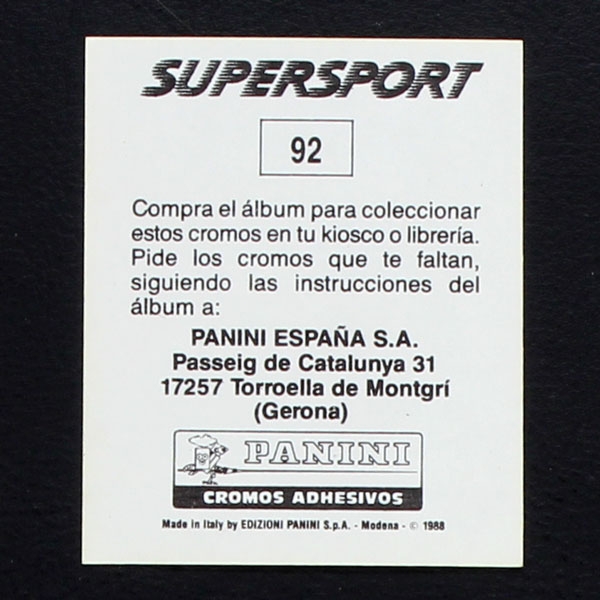 SUPERSPORT
92
Compra el álbum para coleccionar
estos cromos en tu kiosco o librería.
Pide los cromos que te faltan,
siguiendo las instrucciones del
álbum a:
PANINI ESPAÑA S.A.
Passeig de Catalunya 31
17257 Torroella de Montgrí
(Gerona)
PANINI
CROMOS ADHESIVOS
Made in Italy by EDIZIONI PANINI S.p.A. - Modena - © 1988